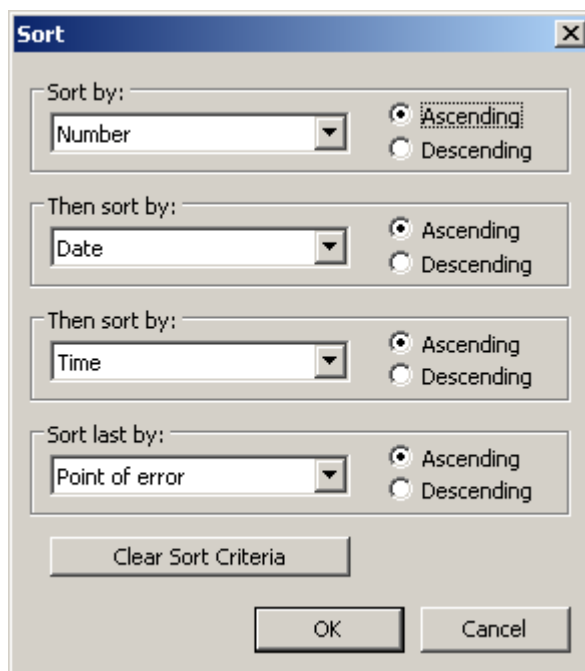 Sort
Sort by:
Number
Ascending
Descending
Then sort by:
Date
Ascending
Descending
Then sort by:
Time
Ascending
Descending
Sort last by:
Point of error
Ascending
Descending
Clear Sort Criteria
OK
Cancel